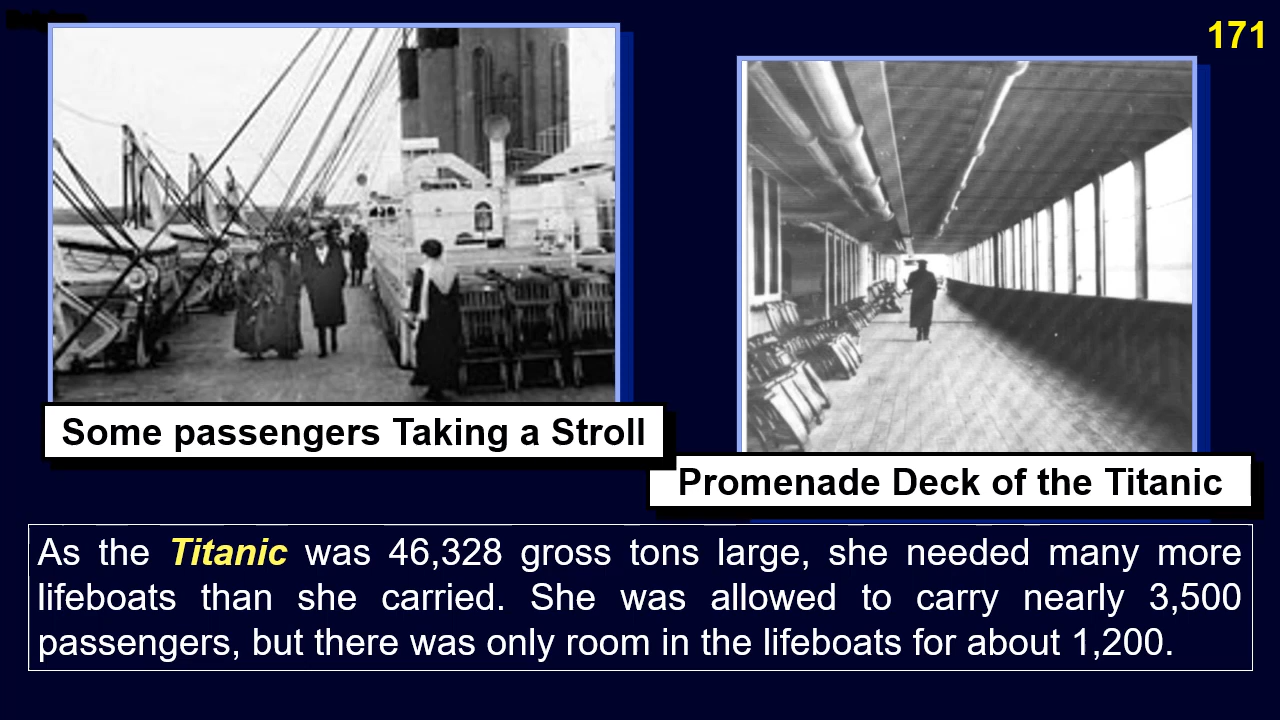 171
Some passengers Taking a Stroll
Promenade Deck of the Titanic
As the Titanic was 46,328 gross tons large, she needed many more
lifeboats than she carried. She was allowed to carry nearly 3,500
passengers, but there was only room in the lifeboats for about 1,200.